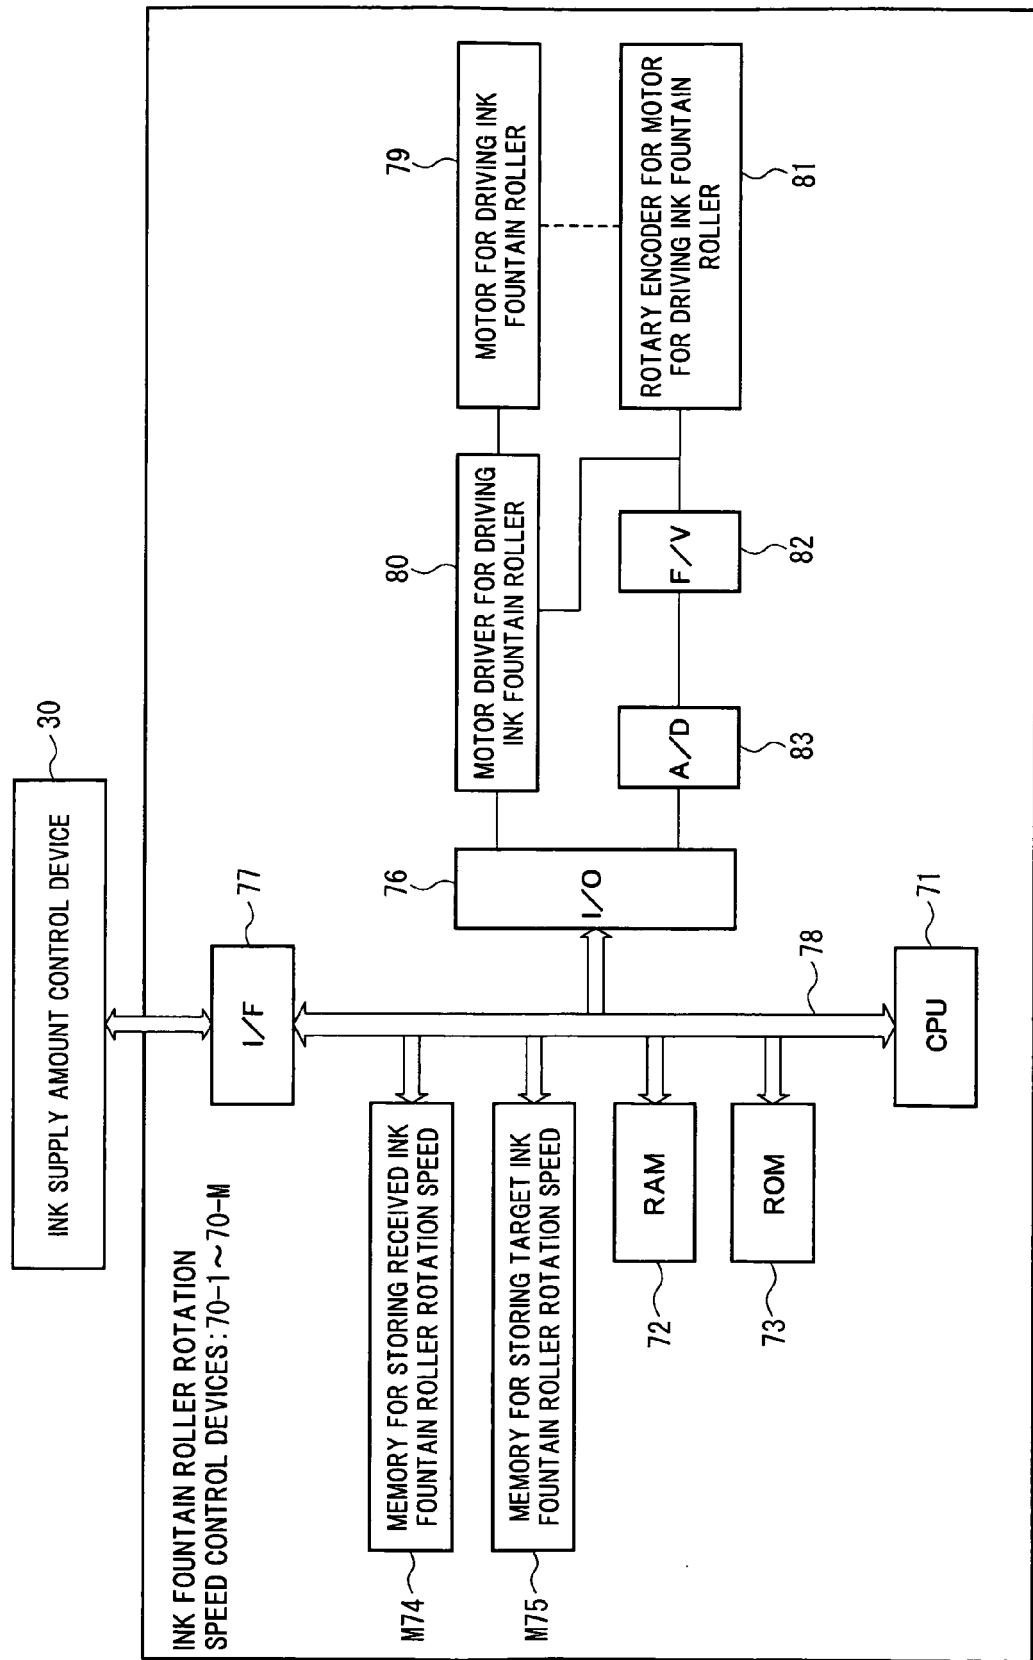 INK SUPPLY AMOUNT CONTROL DEVICE
30
INK FOUNTAIN ROLLER ROTATION
SPEED CONTROL DEVICES:70-1~70-M
I/F
77
M74
MEMORY FOR STORING RECEIVED INK
FOUNTAIN ROLLER ROTATION SPEED
M75
MEMORY FOR STORING TARGET INK
FOUNTAIN ROLLER ROTATION SPEED
72
RAM
73
ROM
CPU
71
78
76
I/O
80
MOTOR DRIVER FOR DRIVING
INK FOUNTAIN ROLLER
79
MOTOR FOR DRIVING INK
FOUNTAIN ROLLER
A/D
83
F/V
82
ROTARY ENCODER FOR MOTOR
FOR DRIVING INK FOUNTAIN
ROLLER
81